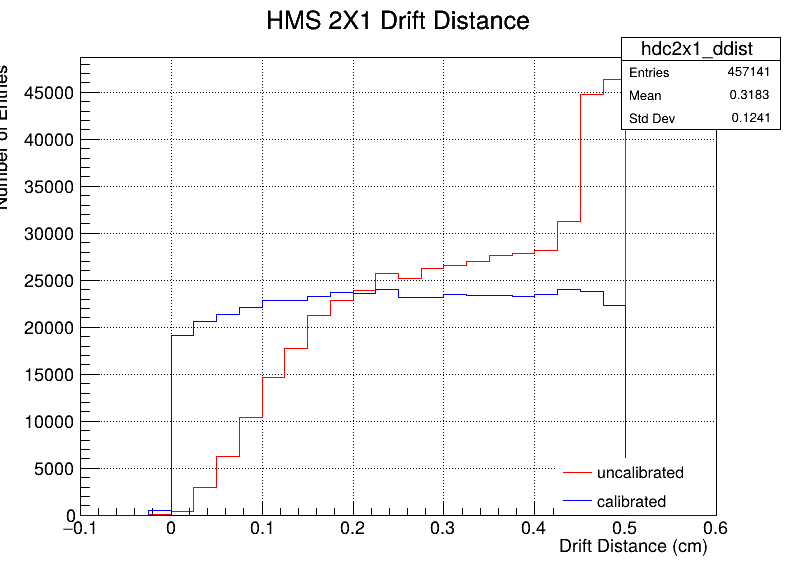 HMS 2X1 Drift Distance
hdc2x1_ddist
Entries 457141
Mean 0.3183
Std Dev 0.1241
Number of Entries
45000
40000
35000
30000
25000
20000
15000
10000
5000
0
−0.1 0 0.1 0.2 0.3 0.4 0.5 0.6
Drift Distance (cm)
uncalibrated
calibrated